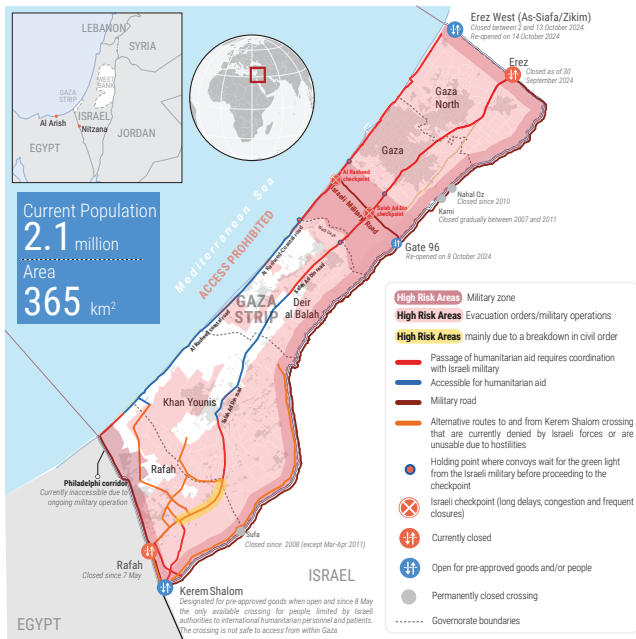 LEBANON
SYRIA
WEST
BANK
GAZA
STRIP
ISRAEL
Al Arish
Nitzana
JORDAN
EGYPT
Erez West (As-Siafa/Zikim)
Closed between 2 and 13 October 2024.
Re-opened on 14 October 2024
Erez
Closed as of 30
September 2024
Gaza
North
Gaza
Al Rasheed
checkpoint
Salah Ad Din
checkpoint
Israeli Military Road
Nahal Oz
Closed since 2010
Karni
Closed gradually between 2007 and 2011
Gate 96
Re-opened on 8 October 2024
Current Population
2.1 million
Area
365 km2
Mediterranean Sea
ACCESS PROHIBITED
Al Rasheed Coastal road
Salah Ad Din road
GAZA
STRIP
Deir
al Balah
Al Rasheed coastal road
Khan Younis
Salah Ad Din road
Rafah
Philadelphi corridor
Currently inaccessible due to
ongoing military operation
Sufa
Closed since 2008 (except Mar-Apr 2011)
Rafah
Closed since 7 May
ISRAEL
Kerem Shalom
Designated for pre-approved goods when open and since 8 May
the only available crossing for people, limited by Israeli
authorities to international humanitarian personnel and patients.
The crossing is not safe to access from within Gaza
EGYPT
High Risk Areas Military zone
High Risk Areas Evacuation orders/military operations
High Risk Areas mainly due to a breakdown in civil order
Passage of humanitarian aid requires coordination
with Israeli military
Accessible for humanitarian aid
Military road
Alternative routes to and from Kerem Shalom crossing
that are currently denied by Israeli forces or are
unusable due to hostilities
Holding point where convoys wait for the green light
from the Israeli military before proceeding to the
checkpoint
Israeli checkpoint (long delays, congestion and frequent
closures)
Currently closed
Open for pre-approved goods and/or people
Permanently closed crossing
Governorate boundaries